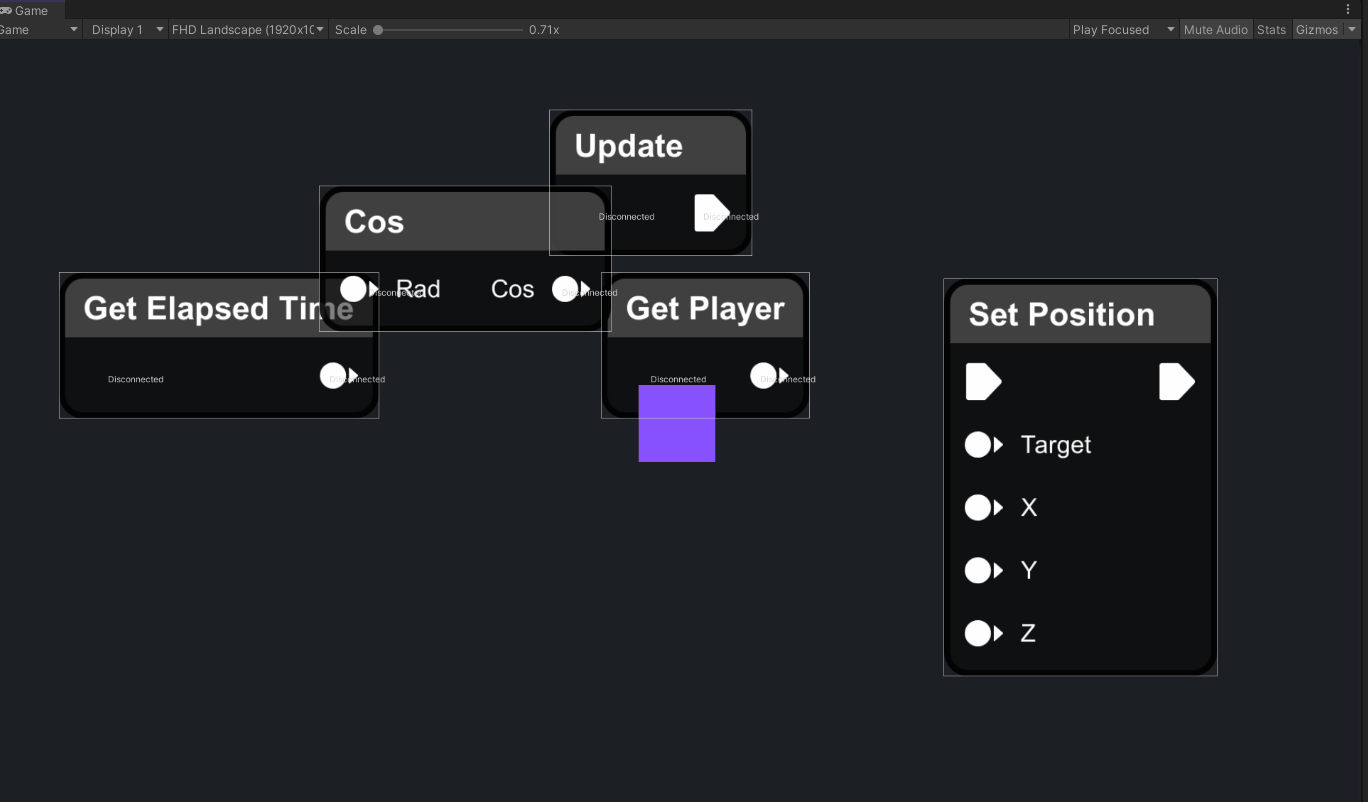 Game
Game
Display 1
FHD Landscape (1920x10
Scale
0.71x
Play Focused
Mute Audio
Stats
Gizmos
Update
Disconnected
Disconnected
Cos
Rad
Disconnected
Cos
Disconnected
Get Elapsed Time
Disconnected
Disconnected
Get Player
Disconnected
Disconnected
Set Position
Target
X
Y
Z